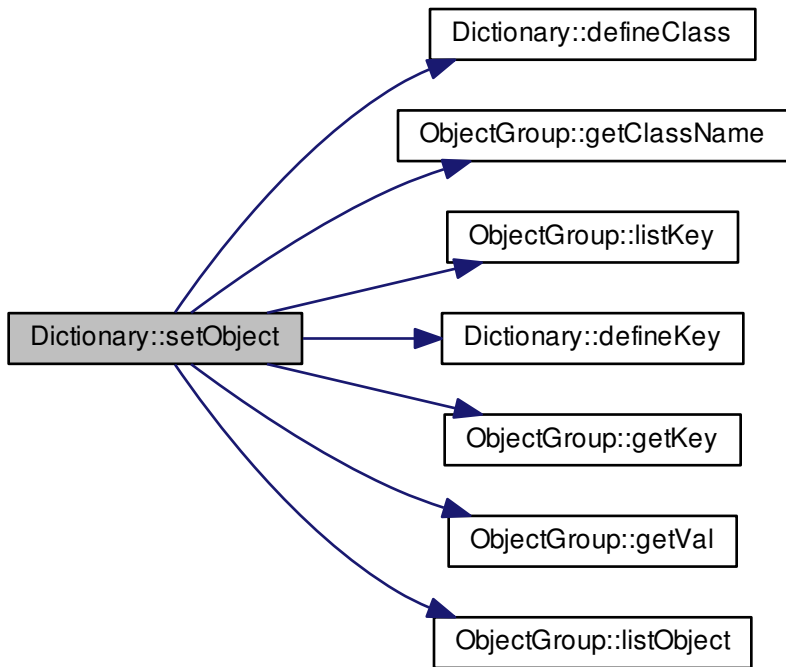 Dictionary::defineClass
ObjectGroup::getClassName
ObjectGroup::listKey
Dictionary::setObject
Dictionary::defineKey
ObjectGroup::getKey
ObjectGroup::getVal
ObjectGroup::listObject